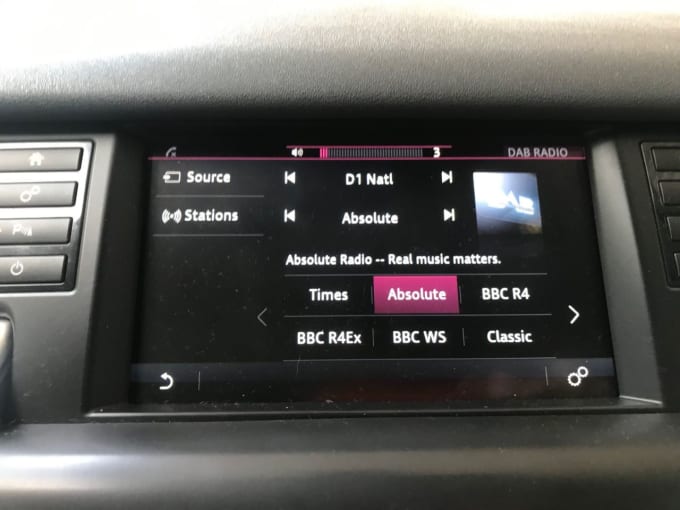 3 DAB RADIO
Source D1 Natl
Stations Absolute
Absolute Radio -- Real music matters.
Times Absolute BBC R4
BBC R4Ex BBC WS Classic